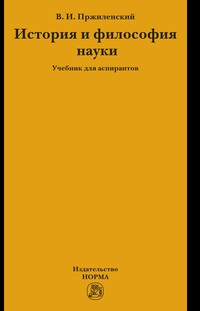 В. И. Пржиленский
История и философия
науки
Учебник для аспирантов
Издательство
НОРМА